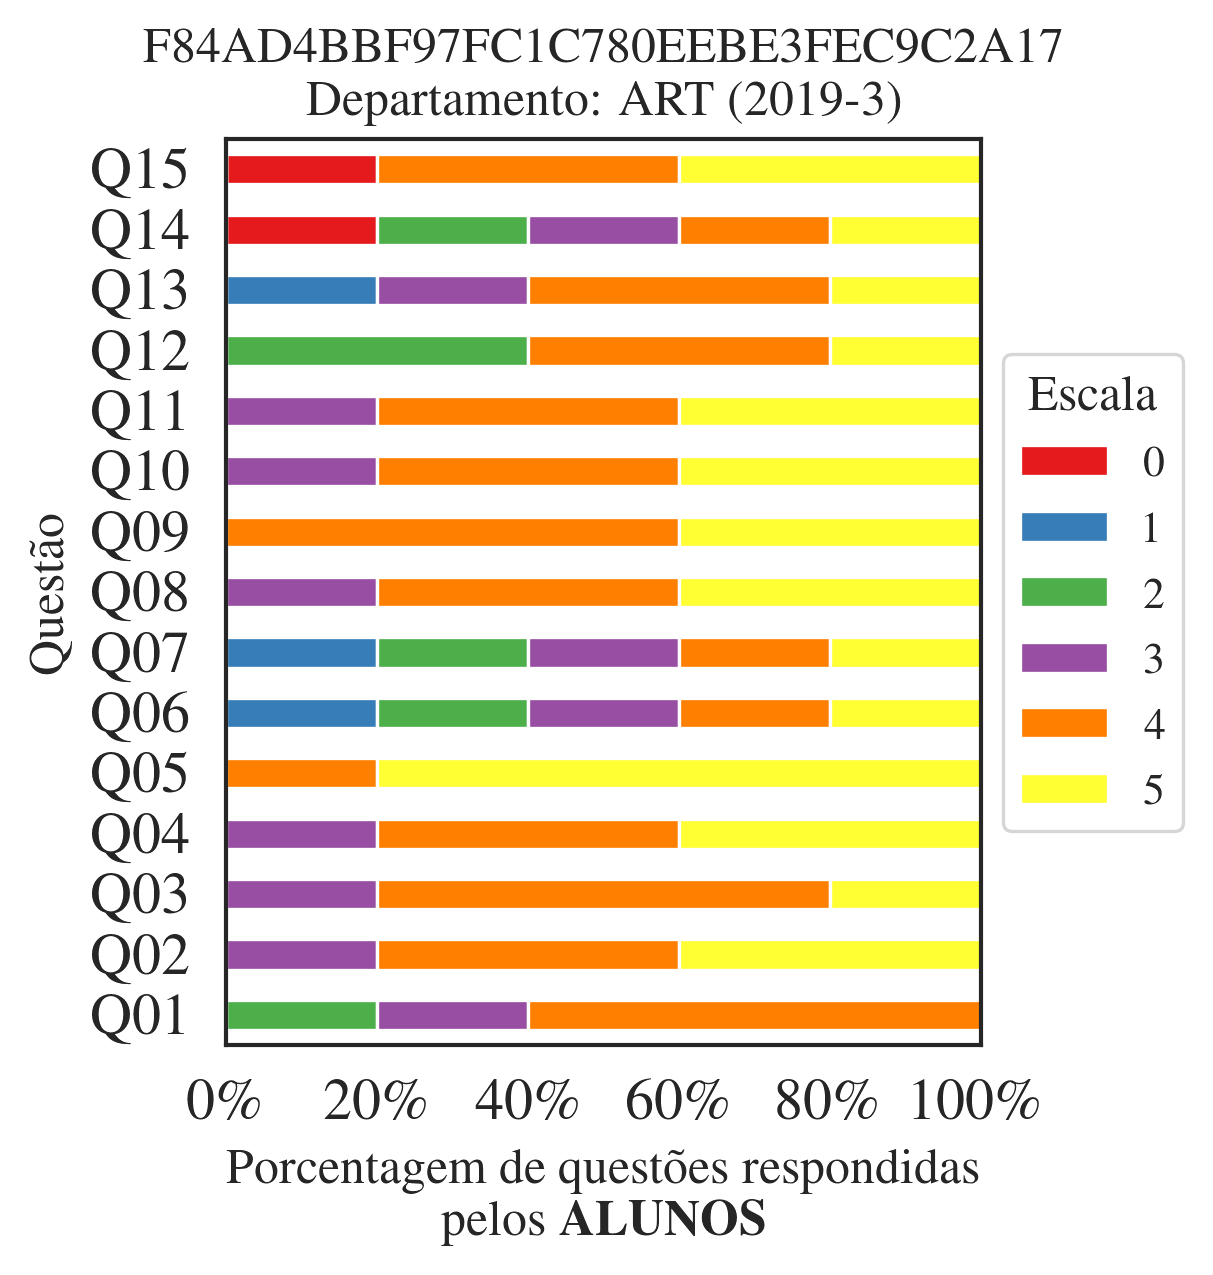 F84AD4BBF97FC1C780EEBE3FEC9C2A17
Departamento: ART (2019-3)
Questão
Q15
Q14
Q13
Q12
Q11
Q10
Q09
Q08
Q07
Q06
Q05
Q04
Q03
Q02
Q01
0% 20% 40% 60% 80% 100%
Porcentagem de questões respondidas
pelos ALUNOS
Escala
0
1
2
3
4
5